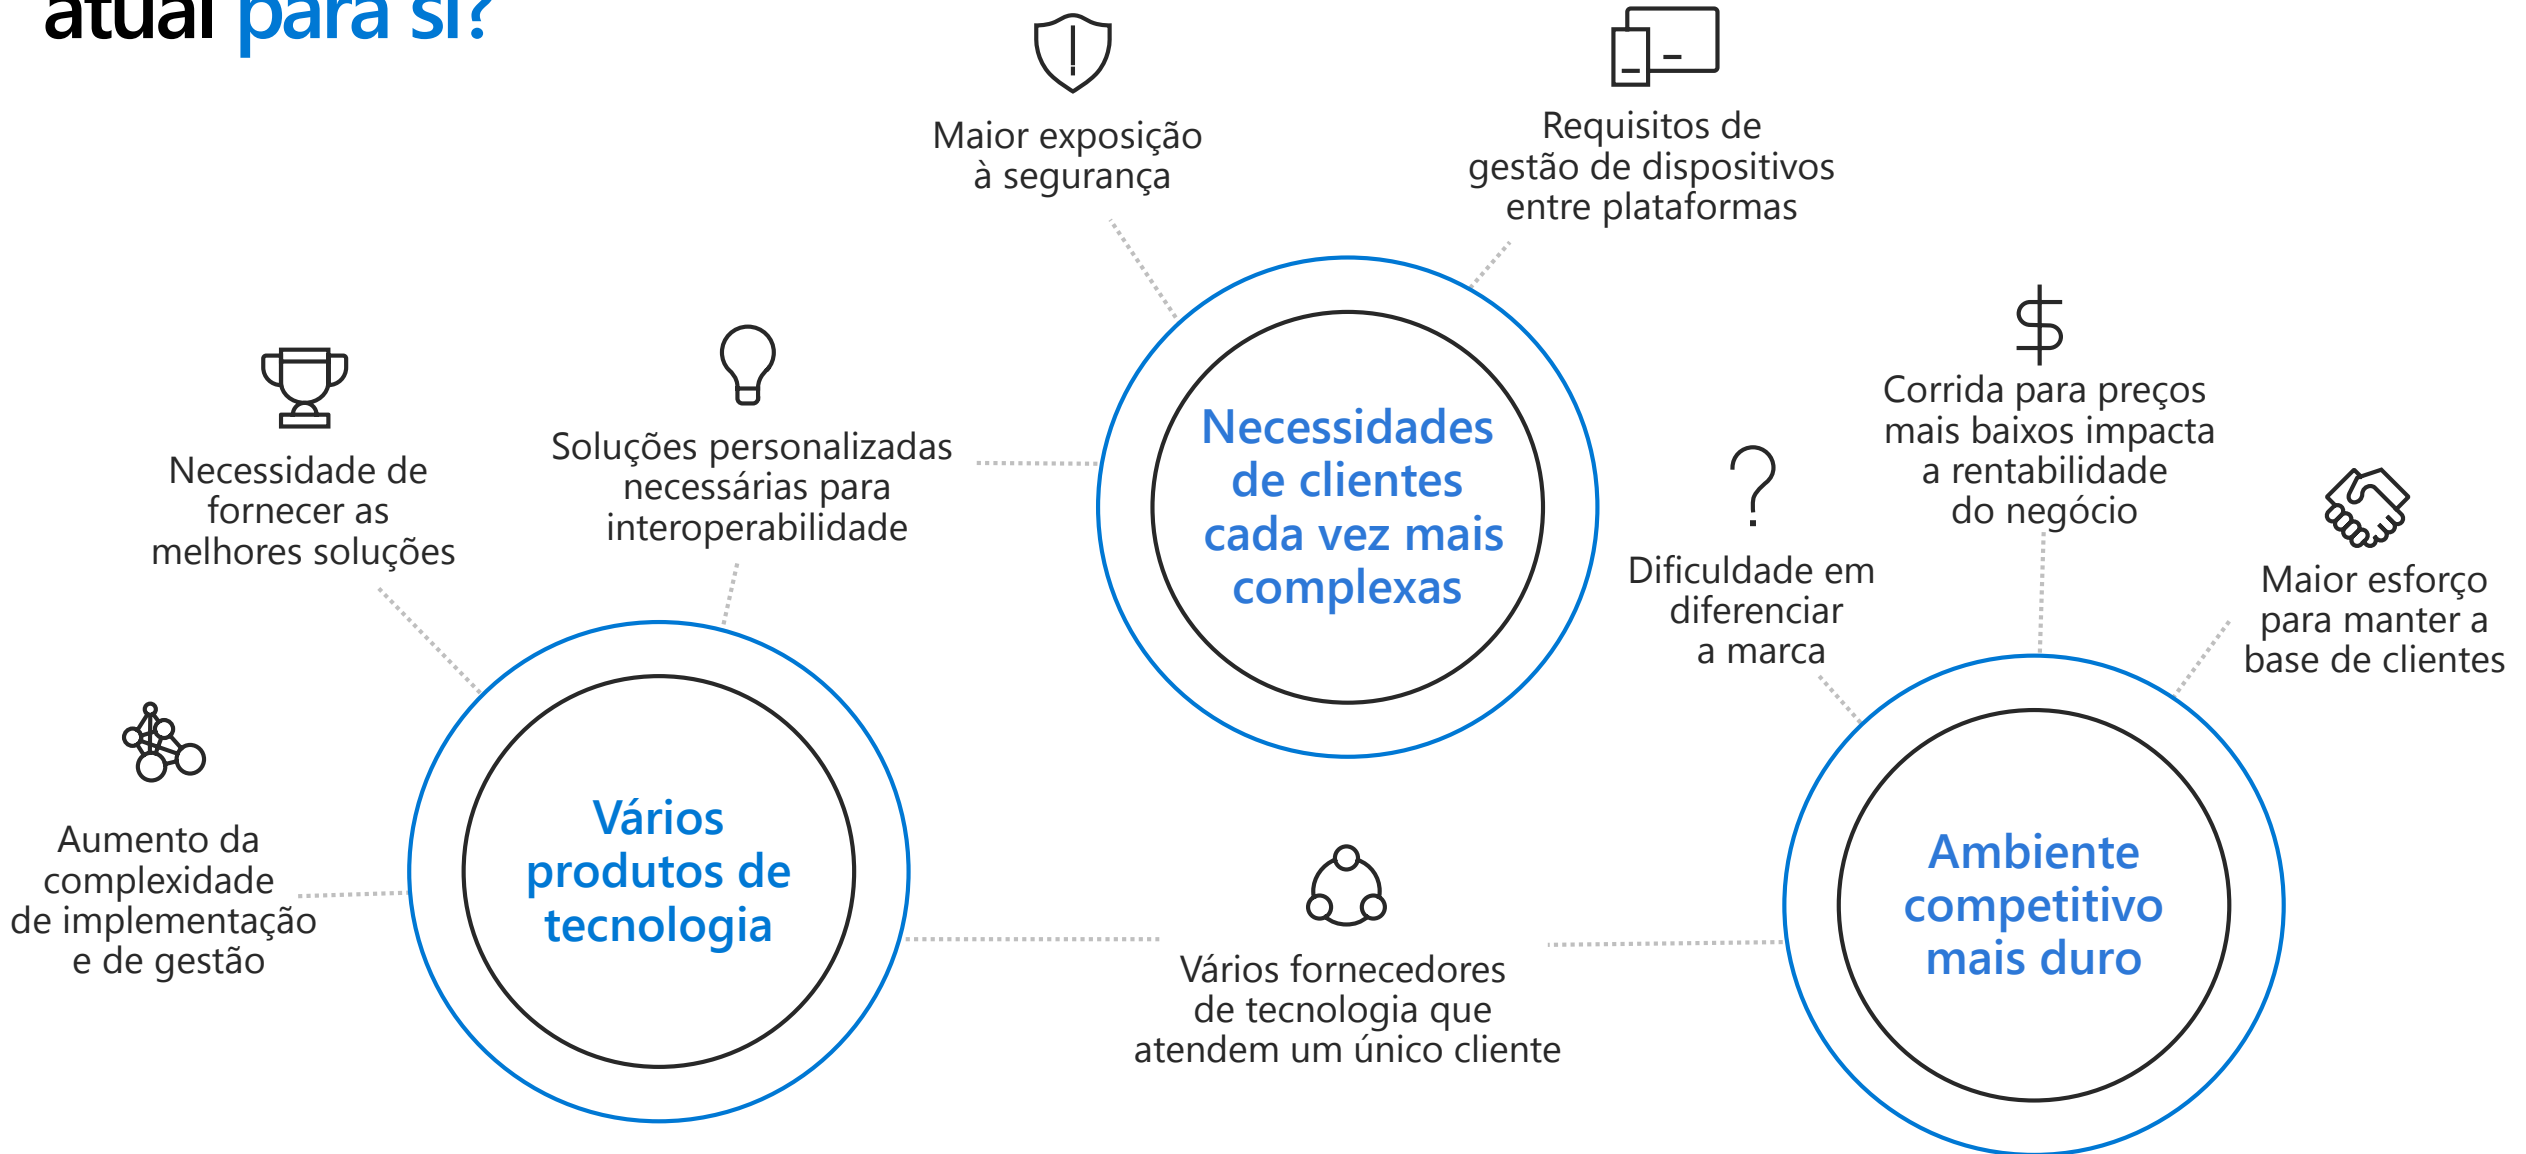 atual para si?
Maior exposição
à segurança
Requisitos de
gestão de dispositivos
entre plataformas
Necessidade de
fornecer as
melhores soluções
Soluções personalizadas
necessárias para
interoperabilidade
Necessidades
de clientes
cada vez mais
complexas
Corrida para preços
mais baixos impacta
a rentabilidade
do negócio
Dificuldade em
diferenciar
a marca
Maior esforço
para manter a
base de clientes
Aumento da
complexidade
de implementação
e de gestão
Vários
produtos de
tecnologia
Vários fornecedores
de tecnologia que
atendem um único cliente
Ambiente
competitivo
mais duro